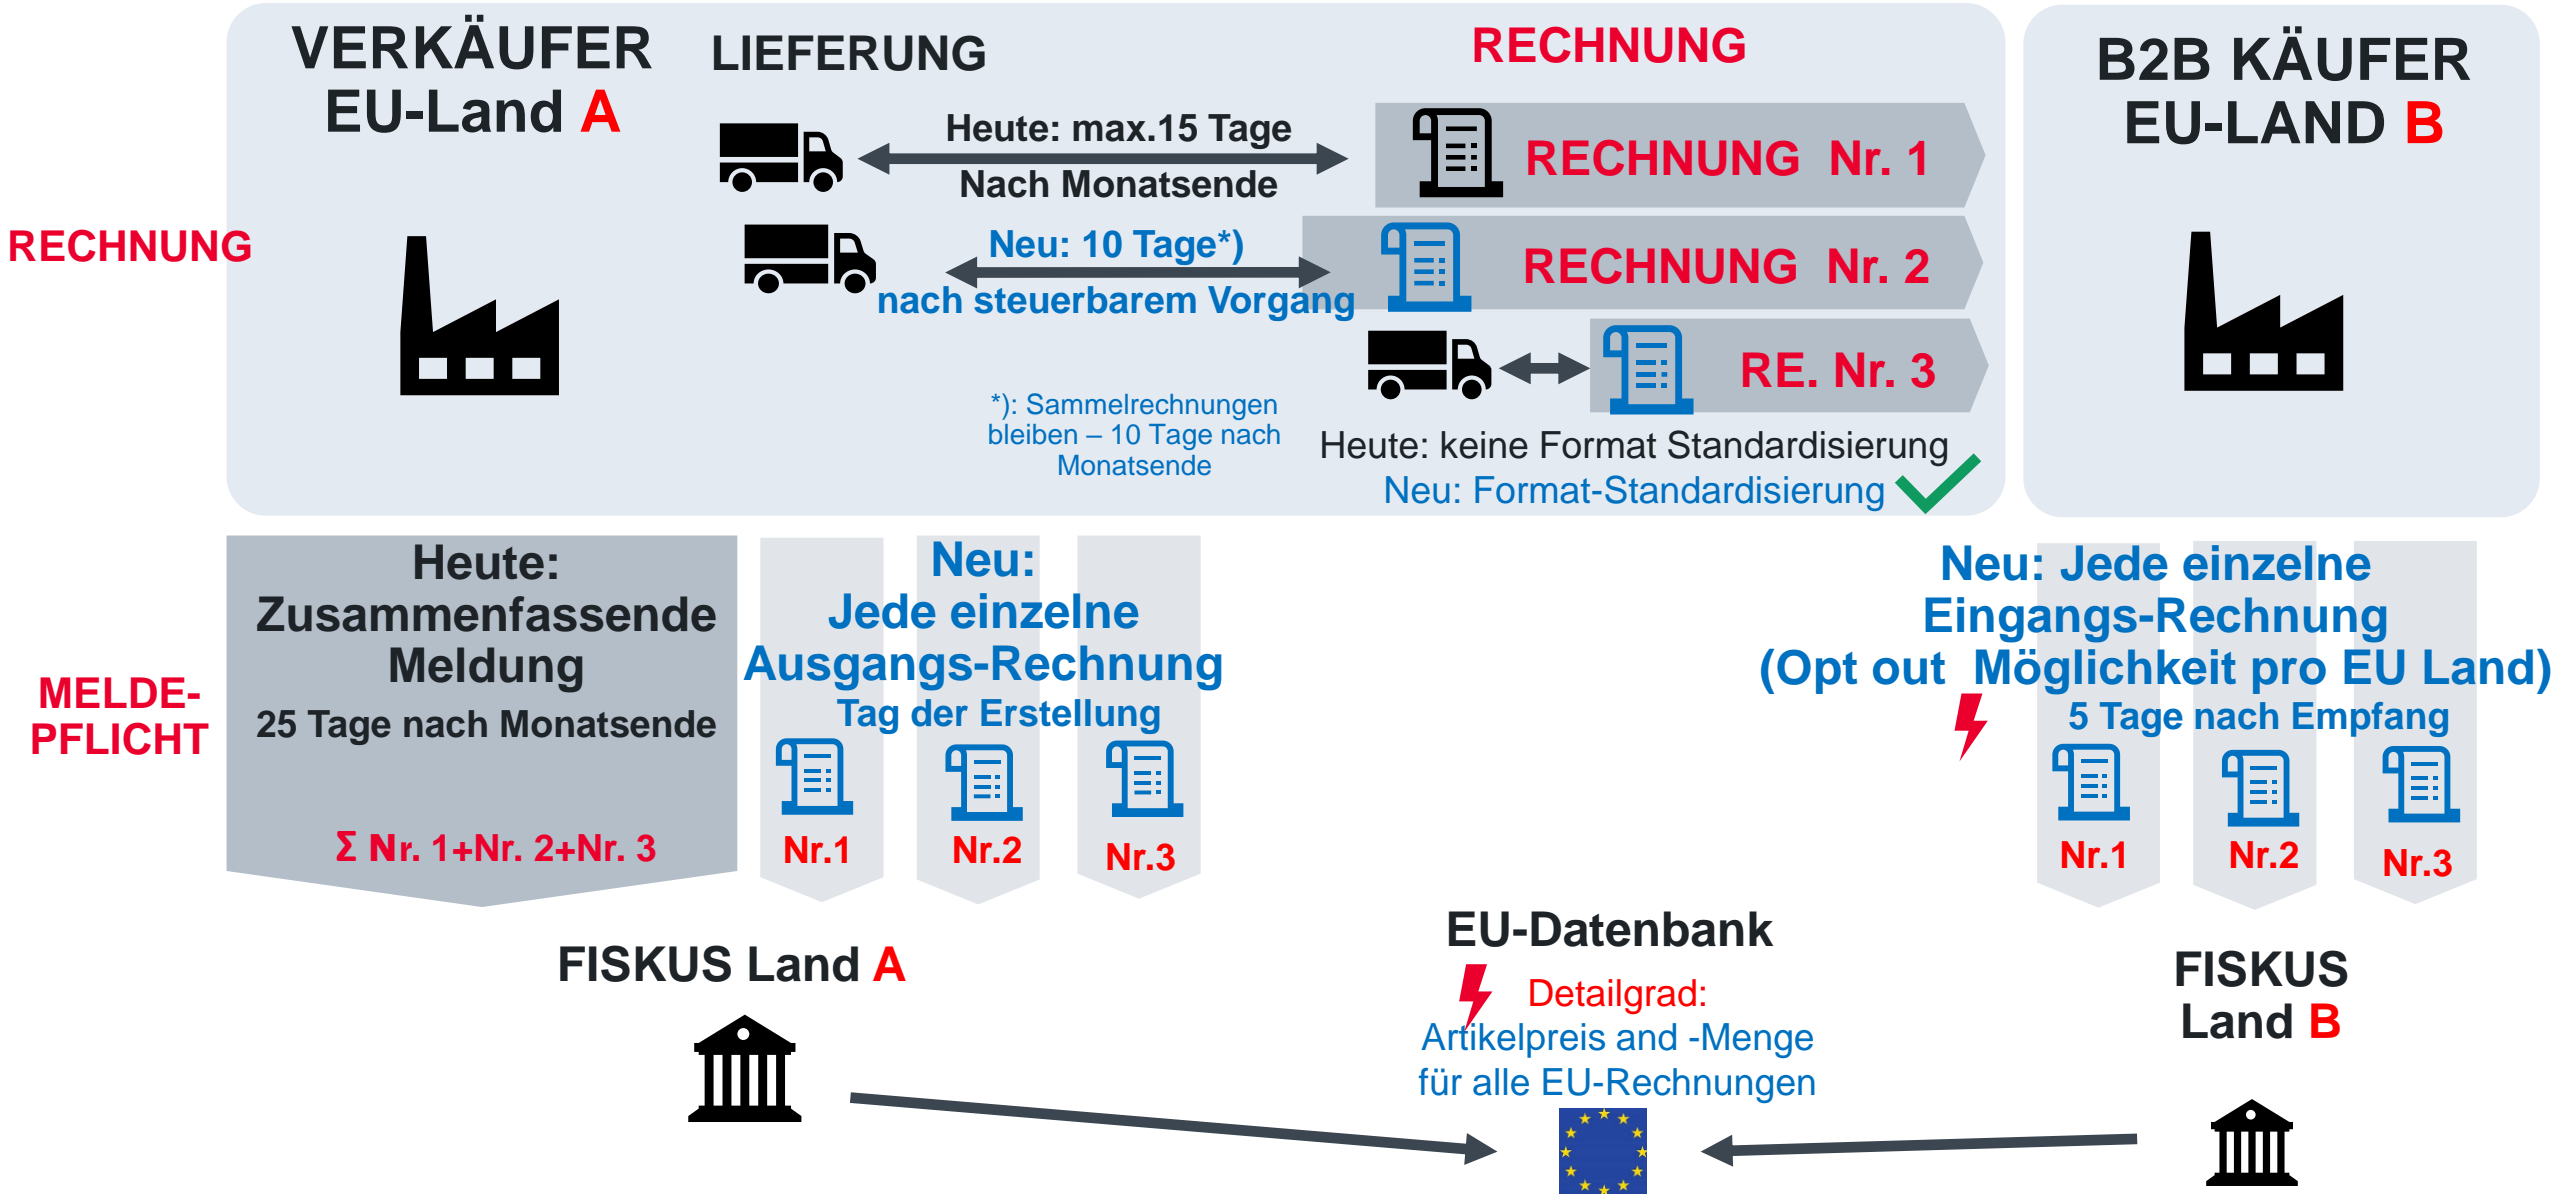 VERKÄUFER
EU-Land A
LIEFERUNG
RECHNUNG
B2B KÄUFER
EU-LAND B
Heute: max.15 Tage
Nach Monatsende
RECHNUNG Nr. 1
RECHNUNG
Neu: 10 Tage*)
nach steuerbarem Vorgang
RECHNUNG Nr. 2
RE. Nr. 3
*): Sammelrechnungen
bleiben – 10 Tage nach
Monatsende
Heute: keine Format Standardisierung
Neu: Format-Standardisierung
MELDE-
PFLICHT
Heute:
Zusammenfassende
Meldung
25 Tage nach Monatsende
Σ Nr. 1+Nr. 2+Nr. 3
Neu:
Jede einzelne
Ausgangs-Rechnung
Tag der Erstellung
Nr.1
Nr.2
Nr.3
Neu: Jede einzelne
Eingangs-Rechnung
(Opt out Möglichkeit pro EU Land)
5 Tage nach Empfang
Nr.1
Nr.2
Nr.3
FISKUS Land A
EU-Datenbank
Detailgrad:
Artikelpreis and -Menge
für alle EU-Rechnungen
FISKUS
Land B